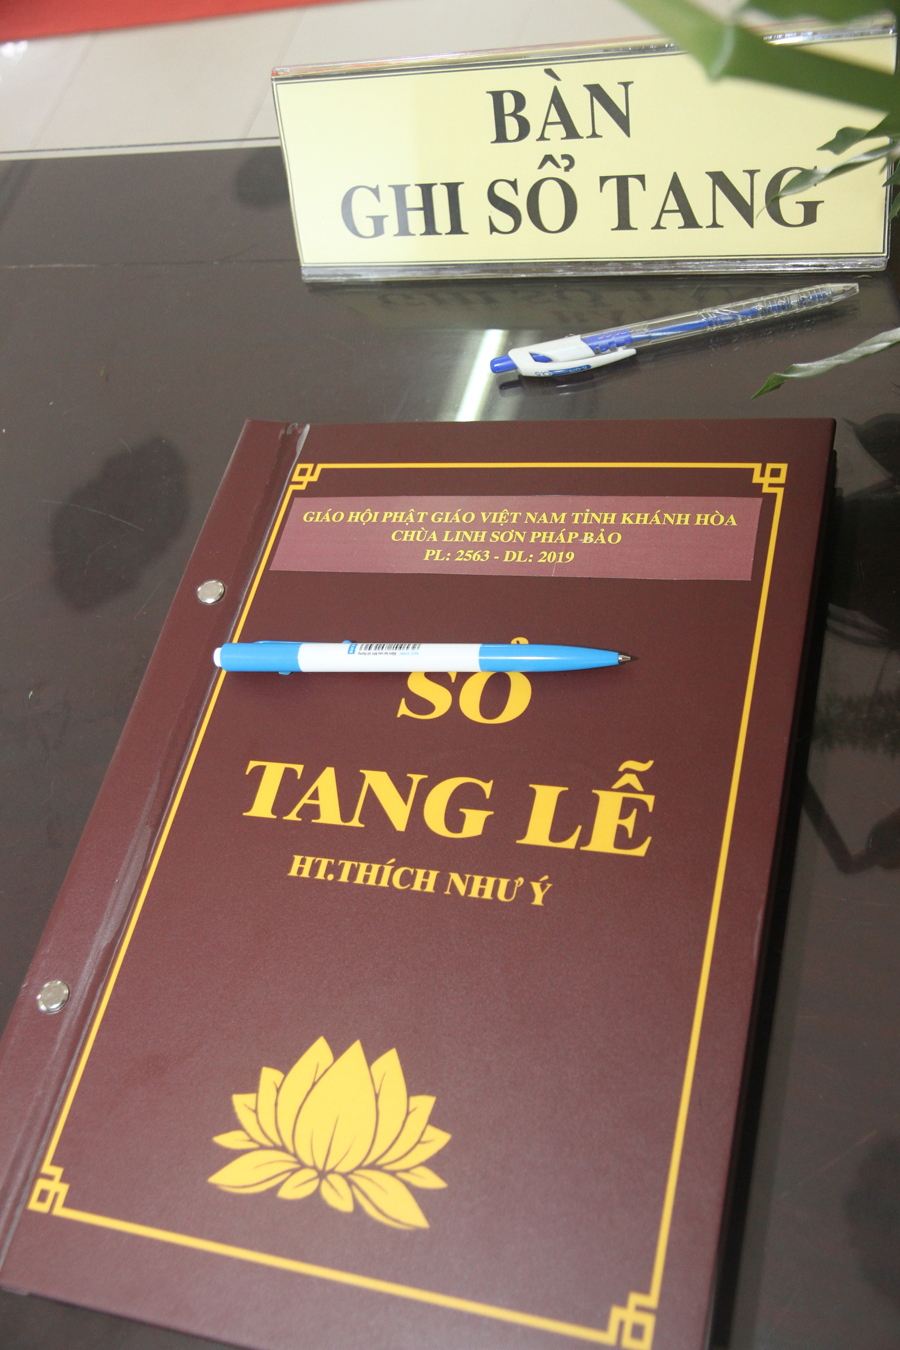 BÀN
GHI SỔ TANG
GIÁO HỘI PHẬT GIÁO VIỆT NAM TỈNH KHÁNH HÒA
CHÙA LINH SƠN PHÁP BẢO
PL: 2563 - DL: 2019
SỔ
TANG LỄ
HT.THÍCH NHƯ Ý